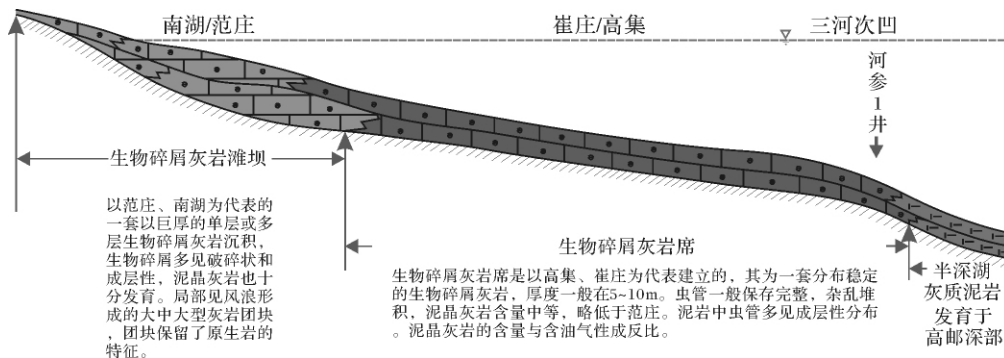 南湖/范庄
崔庄/高集
三河次凹
河参1井
生物碎屑灰岩滩坝
以范庄、南湖为代表的
一套以巨厚的单层或多
层生物碎屑灰岩沉积，
生物碎屑多见破碎状和
成层性，泥晶灰岩也十
分发育。局部见风浪形
成的大中大型灰岩团块
，团块保留了原生岩的
特征。
生物碎屑灰岩席
生物碎屑灰岩席是以高集、崔庄为代表建立的，其为一套分布稳定
的生物碎屑灰岩，厚度一般在5~10m。虫管一般保存完整，杂乱堆
积，泥晶灰岩含量中等，略低于范庄。泥岩中虫管多见成层性分布
。泥晶灰岩的含量与含油气性成反比。
半深湖
灰质泥岩
发育于
高邮深部